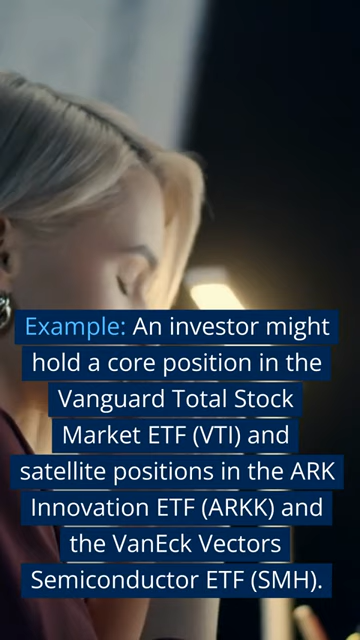 Example: An investor might
hold a core position in the
Vanguard Total Stock
Market ETF (VTI) and
satellite positions in the ARK
Innovation ETF (ARKK) and
the VanEck Vectors
Semiconductor ETF (SMH).